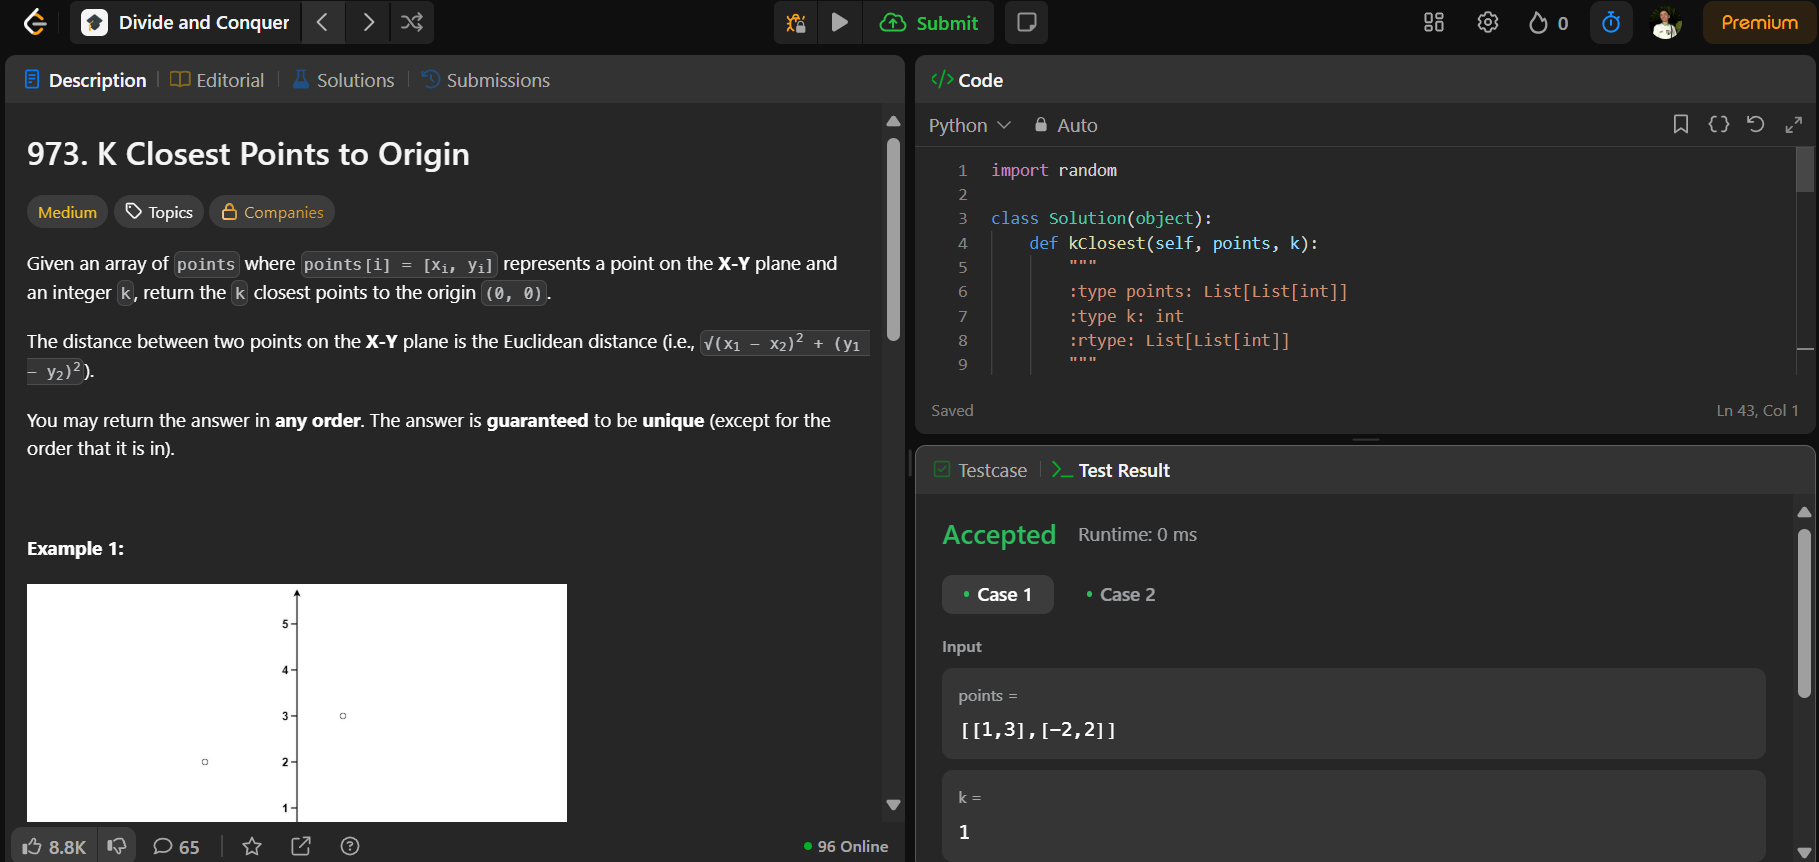 Divide and Conquer
Submit
0
Premium
Description
Editorial
Solutions
Submissions
973. K Closest Points to Origin
Medium
Topics
Companies
Given an array of points where points[i] = [xᵢ, yᵢ] represents a point on the X-Y plane and
an integer k, return the k closest points to the origin (0, 0).
The distance between two points on the X-Y plane is the Euclidean distance (i.e., √(x₁ − x₂)² + (y₁
− y₂)²).
You may return the answer in any order. The answer is guaranteed to be unique (except for the
order that it is in).
Example 1:
5
4
3
2
1
8.8K
65
96 Online
</> Code
Python
Auto
1 import random
2
3 class Solution(object):
4 def kClosest(self, points, k):
5 """
6 :type points: List[List[int]]
7 :type k: int
8 :rtype: List[List[int]]
9 """
Saved
Ln 43, Col 1
Testcase
Test Result
Accepted
Runtime: 0 ms
Case 1
Case 2
Input
points =
[[1,3],[-2,2]]
k =
1